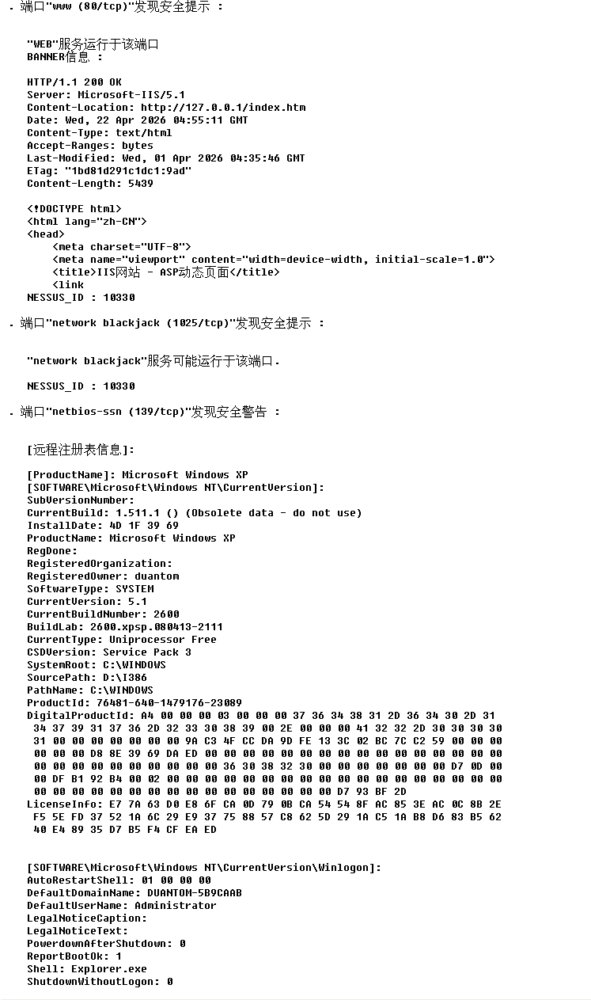 . 端口"www (80/tcp)"发现安全提示 :
"WEB"服务运行于该端口
BANNER信息 :
HTTP/1.1 200 OK
Server: Microsoft-IIS/5.1
Content-Location: http://127.0.0.1/index.htm
Date: Wed, 22 Apr 2026 04:55:11 GMT
Content-Type: text/html
Accept-Ranges: bytes
Last-Modified: Wed, 01 Apr 2026 04:35:46 GMT
ETag: "1bd81d291c1dc1:9ad"
Content-Length: 5439
<!DOCTYPE html>
<html lang="zh-CN">
<head>
<meta charset="UTF-8">
<meta name="viewport" content="width=device-width, initial-scale=1.0">
<title>IIS网站 - ASP动态页面</title>
<link
NESSUS_ID : 10330
. 端口"network blackjack (1025/tcp)"发现安全提示 :
"network blackjack"服务可能运行于该端口.
NESSUS_ID : 10330
. 端口"netbios-ssn (139/tcp)"发现安全警告 :
[远程注册表信息]:
[ProductName]: Microsoft Windows XP
[SOFTWARE\Microsoft\Windows NT\CurrentVersion]:
SubVersionNumber:
CurrentBuild: 1.511.1 () (Obsolete data - do not use)
InstallDate: 4D 1F 39 69
ProductName: Microsoft Windows XP
RegDone:
RegisteredOrganization:
RegisteredOwner: duantom
SoftwareType: SYSTEM
CurrentVersion: 5.1
CurrentBuildNumber: 2600
BuildLab: 2600.xpsp.080413-2111
CurrentType: Uniprocessor Free
CSDVersion: Service Pack 3
SystemRoot: C:\WINDOWS
SourcePath: D:\I386
PathName: C:\WINDOWS
ProductId: 76481-640-1479176-23089
DigitalProductId: A4 00 00 00 03 00 00 00 37 36 34 38 31 2D 36 34 30 2D 31
34 37 39 31 37 36 2D 32 33 30 38 39 00 2E 00 00 00 41 32 32 2D 30 30 30 30
31 00 00 00 00 00 00 00 9A C3 4F CC DA 9D FE 13 3C 02 BC 7C C2 59 00 00 00
00 00 00 D8 8E 39 69 DA ED 00 00 00 00 00 00 00 00 00 00 00 00 00 00 00 00
00 00 00 00 00 00 00 00 00 00 36 30 38 32 30 00 00 00 00 00 00 00 D7 0D 00
00 DF B1 92 B4 00 02 00 00 00 00 00 00 00 00 00 00 00 00 00 00 00 00 00 00
00 00 00 00 00 00 00 00 00 00 00 00 00 00 00 00 D7 93 BF 2D
LicenseInfo: E7 7A 63 D0 E8 6F CA 0D 79 0B CA 54 54 8F AC 85 3E AC 0C 8B 2E
F5 5E FD 37 52 1A 6C 29 E9 37 75 88 57 C8 62 5D 29 1A C5 1A B8 D6 83 B5 62
40 E4 89 35 D7 B5 F4 CF EA ED
[SOFTWARE\Microsoft\Windows NT\CurrentVersion\Winlogon]:
AutoRestartShell: 01 00 00 00
DefaultDomainName: DUANTOM-5B9CAAB
DefaultUserName: Administrator
LegalNoticeCaption:
LegalNoticeText:
PowerdownAfterShutdown: 0
ReportBootOk: 1
Shell: Explorer.exe
ShutdownWithoutLogon: 0